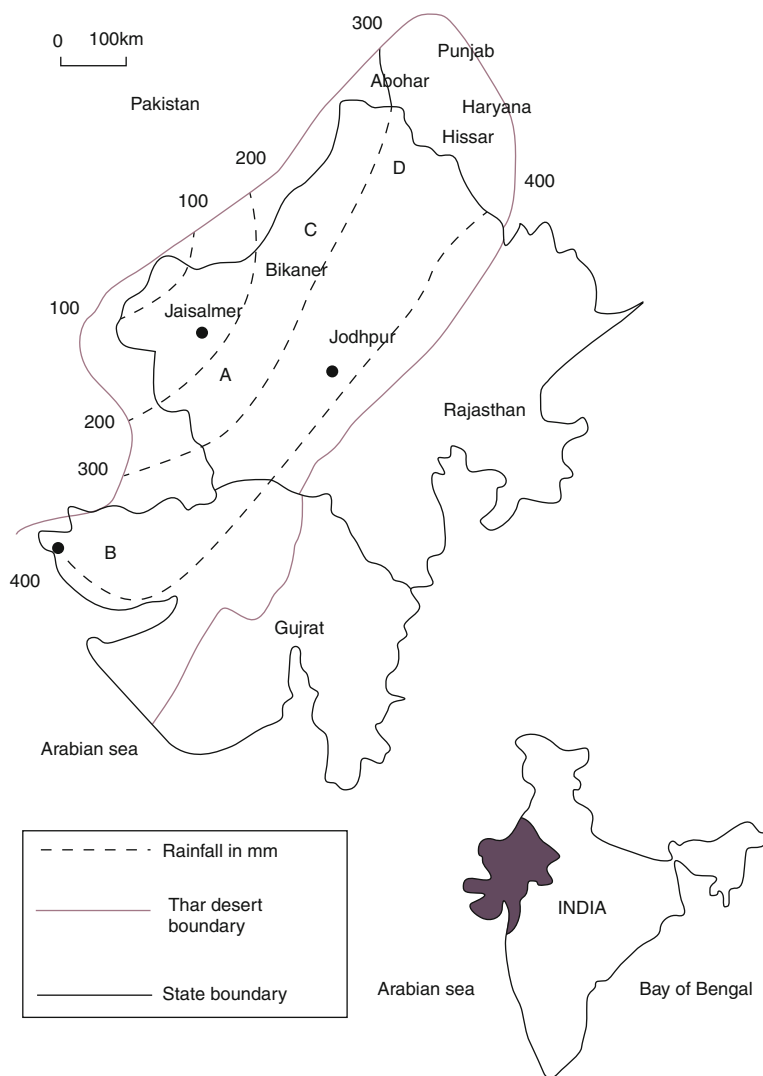 300
Punjab
0 100km
Abohar
Pakistan
Haryana
Hissar
200
D
400
100
C
Bikaner
100
Jaisalmer
Jodhpur
A
Rajasthan
200
300
B
400
Gujrat
Arabian sea
Rainfall in mm
Thar desert
boundary
State boundary
INDIA
Arabian sea
Bay of Bengal